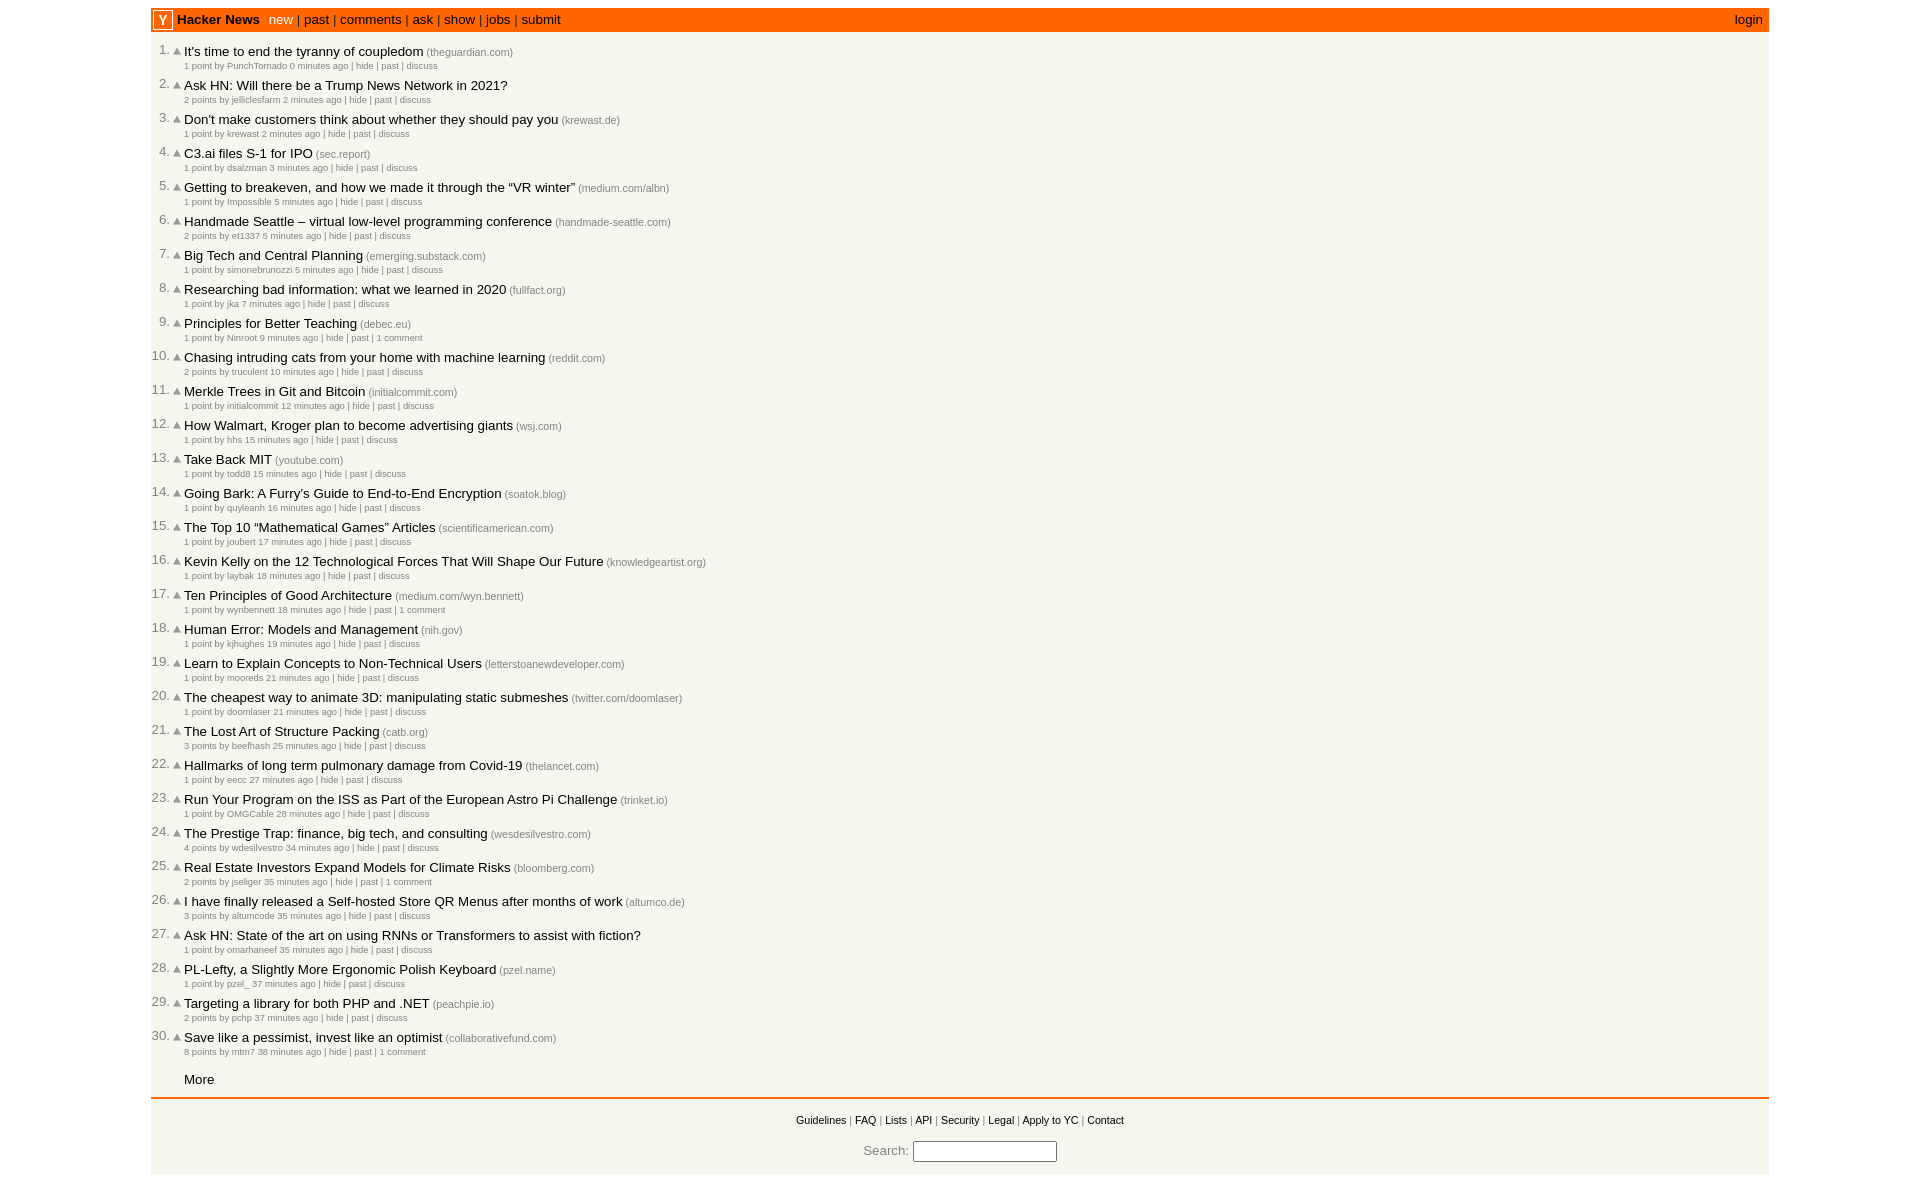 Y Hacker News new | past | comments | ask | show | jobs | submit login
1. It's time to end the tyranny of coupledom (theguardian.com)
1 point by PunchTornado 0 minutes ago | hide | past | discuss
2. Ask HN: Will there be a Trump News Network in 2021?
2 points by jelliclesfarm 2 minutes ago | hide | past | discuss
3. Don't make customers think about whether they should pay you (krewast.de)
1 point by krewast 2 minutes ago | hide | past | discuss
4. C3.ai files S-1 for IPO (sec.report)
1 point by dsalzman 3 minutes ago | hide | past | discuss
5. Getting to breakeven, and how we made it through the “VR winter” (medium.com/albn)
1 point by Impossible 5 minutes ago | hide | past | discuss
6. Handmade Seattle – virtual low-level programming conference (handmade-seattle.com)
2 points by et1337 5 minutes ago | hide | past | discuss
7. Big Tech and Central Planning (emerging.substack.com)
1 point by simonebrunozzi 5 minutes ago | hide | past | discuss
8. Researching bad information: what we learned in 2020 (fullfact.org)
1 point by jka 7 minutes ago | hide | past | discuss
9. Principles for Better Teaching (debec.eu)
1 point by Ninroot 9 minutes ago | hide | past | 1 comment
10. Chasing intruding cats from your home with machine learning (reddit.com)
2 points by truculent 10 minutes ago | hide | past | discuss
11. Merkle Trees in Git and Bitcoin (initialcommit.com)
1 point by initialcommit 12 minutes ago | hide | past | discuss
12. How Walmart, Kroger plan to become advertising giants (wsj.com)
1 point by hhs 15 minutes ago | hide | past | discuss
13. Take Back MIT (youtube.com)
1 point by todd8 15 minutes ago | hide | past | discuss
14. Going Bark: A Furry’s Guide to End-to-End Encryption (soatok.blog)
1 point by quyleanh 16 minutes ago | hide | past | discuss
15. The Top 10 “Mathematical Games” Articles (scientificamerican.com)
1 point by joubert 17 minutes ago | hide | past | discuss
16. Kevin Kelly on the 12 Technological Forces That Will Shape Our Future (knowledgeartist.org)
1 point by laybak 18 minutes ago | hide | past | discuss
17. Ten Principles of Good Architecture (medium.com/wyn.bennett)
1 point by wynbennett 18 minutes ago | hide | past | 1 comment
18. Human Error: Models and Management (nih.gov)
1 point by kjhughes 19 minutes ago | hide | past | discuss
19. Learn to Explain Concepts to Non-Technical Users (letterstoanewdeveloper.com)
1 point by mooreds 21 minutes ago | hide | past | discuss
20. The cheapest way to animate 3D: manipulating static submeshes (twitter.com/doomlaser)
1 point by doomlaser 21 minutes ago | hide | past | discuss
21. The Lost Art of Structure Packing (catb.org)
3 points by beefhash 25 minutes ago | hide | past | discuss
22. Hallmarks of long term pulmonary damage from Covid-19 (thelancet.com)
1 point by eecc 27 minutes ago | hide | past | discuss
23. Run Your Program on the ISS as Part of the European Astro Pi Challenge (trinket.io)
1 point by OMGCable 28 minutes ago | hide | past | discuss
24. The Prestige Trap: finance, big tech, and consulting (wesdesilvestro.com)
4 points by wdesilvestro 34 minutes ago | hide | past | discuss
25. Real Estate Investors Expand Models for Climate Risks (bloomberg.com)
2 points by jseliger 35 minutes ago | hide | past | 1 comment
26. I have finally released a Self-hosted Store QR Menus after months of work (altumco.de)
3 points by altumcode 35 minutes ago | hide | past | discuss
27. Ask HN: State of the art on using RNNs or Transformers to assist with fiction?
1 point by omarhaneef 35 minutes ago | hide | past | discuss
28. PL-Lefty, a Slightly More Ergonomic Polish Keyboard (pzel.name)
1 point by pzel_ 37 minutes ago | hide | past | discuss
29. Targeting a library for both PHP and .NET (peachpie.io)
2 points by pchp 37 minutes ago | hide | past | discuss
30. Save like a pessimist, invest like an optimist (collaborativefund.com)
8 points by mtm7 38 minutes ago | hide | past | 1 comment
More
Guidelines | FAQ | Lists | API | Security | Legal | Apply to YC | Contact
Search: